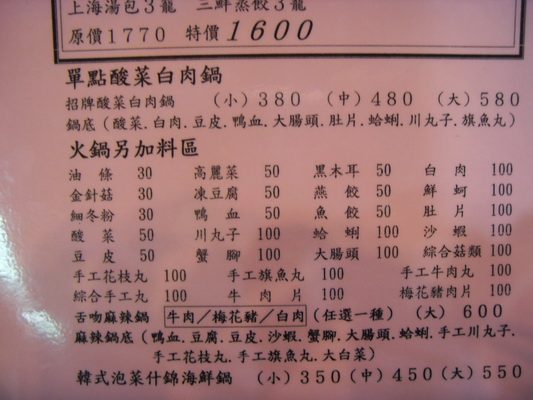 上海湯包3籠 三鮮蒸餃3籠
原價1770 特價1600
單點酸菜白肉鍋
招牌酸菜白肉鍋 (小)380 (中)480 (大)580
鍋底(酸菜.白肉.豆皮.鴨血.大腸頭.肚片.蛤蜊.川丸子.旗魚丸)
火鍋另加料區
油條 30 高麗菜 50 黑木耳 50 白肉 100
金針菇 30 凍豆腐 50 燕餃 50 鮮蚵 100
細冬粉 30 鴨血 50 魚餃 50 肚片 100
酸菜 50 川丸子 100 蛤蜊 100 沙蝦 100
豆皮 50 蟹腳 100 大腸頭 100 綜合菇類 100
手工花枝丸 100 手工旗魚丸 100 手工牛肉丸 100
綜合手工丸 100 牛肉片 100 梅花豬肉片 100
舌吻麻辣鍋 牛肉/梅花豬/白肉 (任選一種) (大) 600
麻辣鍋底(鴨血.豆腐.豆皮.沙蝦.蟹腳.大腸頭.蛤蜊.手工川丸子.
手工花枝丸.手工旗魚丸.大白菜)
韓式泡菜什錦海鮮鍋 (小)350(中)450(大)550